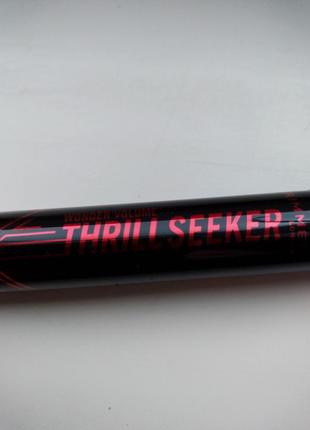 WONDER VOLUME
THRILL SEEKER